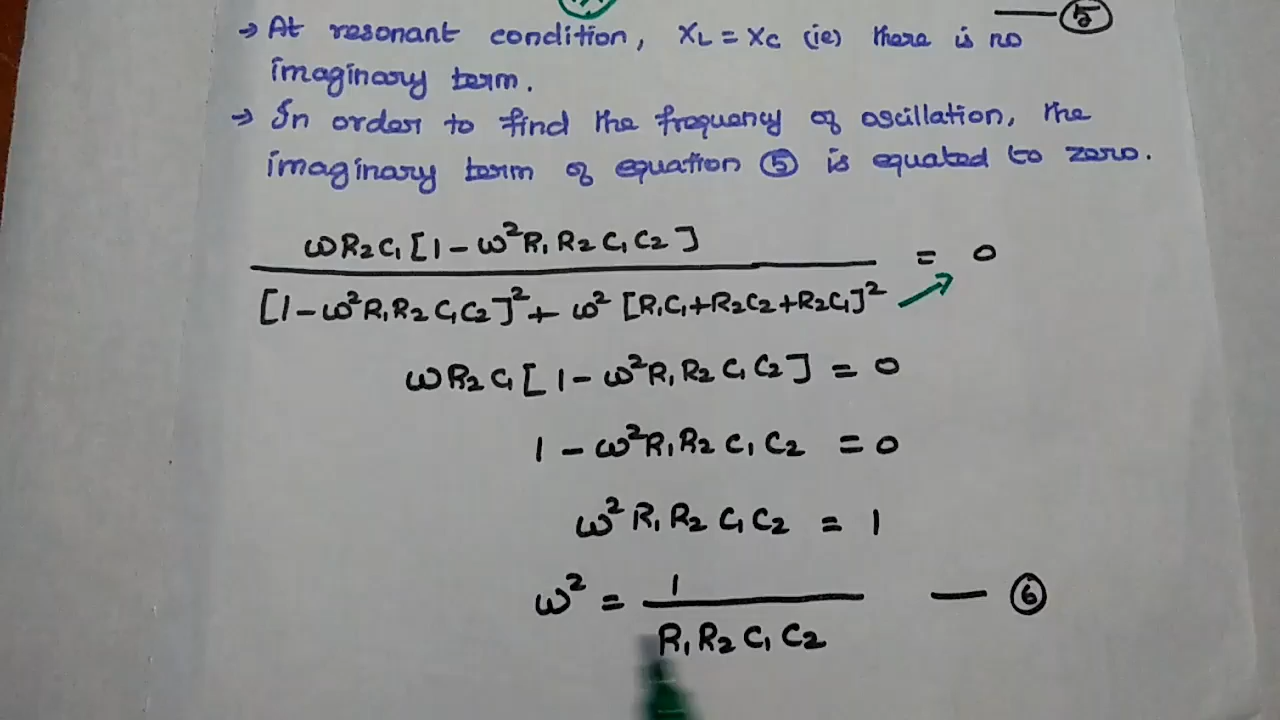 — ⑤
→ At resonant condition, XL = XC (ie) there is no
imaginary term.
→ In order to find the frequency of oscillation, the
imaginary term of equation ⑤ is equated to zero.
ωR₂C₁[1 − ω²R₁R₂C₁C₂] / [1 − ω²R₁R₂C₁C₂]² + ω²[R₁C₁+R₂C₂+R₂C₁]² = 0
ωR₂C₁[1 − ω²R₁R₂C₁C₂] = 0
1 − ω²R₁R₂C₁C₂ = 0
ω²R₁R₂C₁C₂ = 1
ω² = 1 / R₁R₂C₁C₂ — ⑥